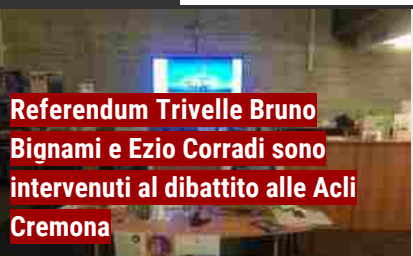 Referendum Trivelle Bruno
Bignami e Ezio Corradi sono
intervenuti al dibattito alle Acli
Cremona